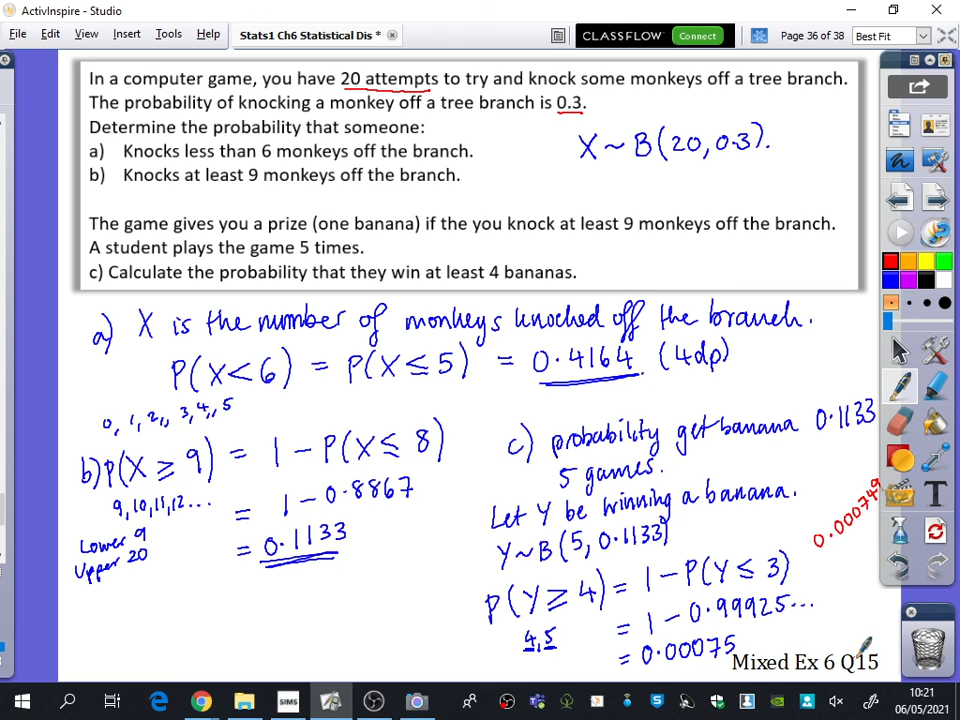 ActivInspire - Studio
File Edit View Insert Tools Help
Stats1 Ch6 Statistical Dis *
CLASSFLOW Connect
Page 36 of 38
Best Fit
In a computer game, you have 20 attempts to try and knock some monkeys off a tree branch.
The probability of knocking a monkey off a tree branch is 0.3.
Determine the probability that someone:
a) Knocks less than 6 monkeys off the branch.
b) Knocks at least 9 monkeys off the branch.
X ~ B(20, 0.3).
The game gives you a prize (one banana) if the you knock at least 9 monkeys off the branch.
A student plays the game 5 times.
c) Calculate the probability that they win at least 4 bananas.
a) X is the number of monkeys knocked off the branch.
P(X < 6) = P(X ≤ 5) = 0.4164 (4dp)
0, 1, 2, 3, 4, 5
b) P(X ≥ 9) = 1 - P(X ≤ 8)
9, 10, 11, 12 ...
= 1 - 0.8867
Lower 9
Upper 20
= 0.1133
c) probability get banana 0.1133
5 games.
Let Y be winning a banana.
Y ~ B(5, 0.1133)
P(Y ≥ 4) = 1 - P(Y ≤ 3)
4, 5
= 1 - 0.99925...
= 0.00075
0.000749
Mixed Ex 6 Q15
SIMS
10:21
06/05/2021